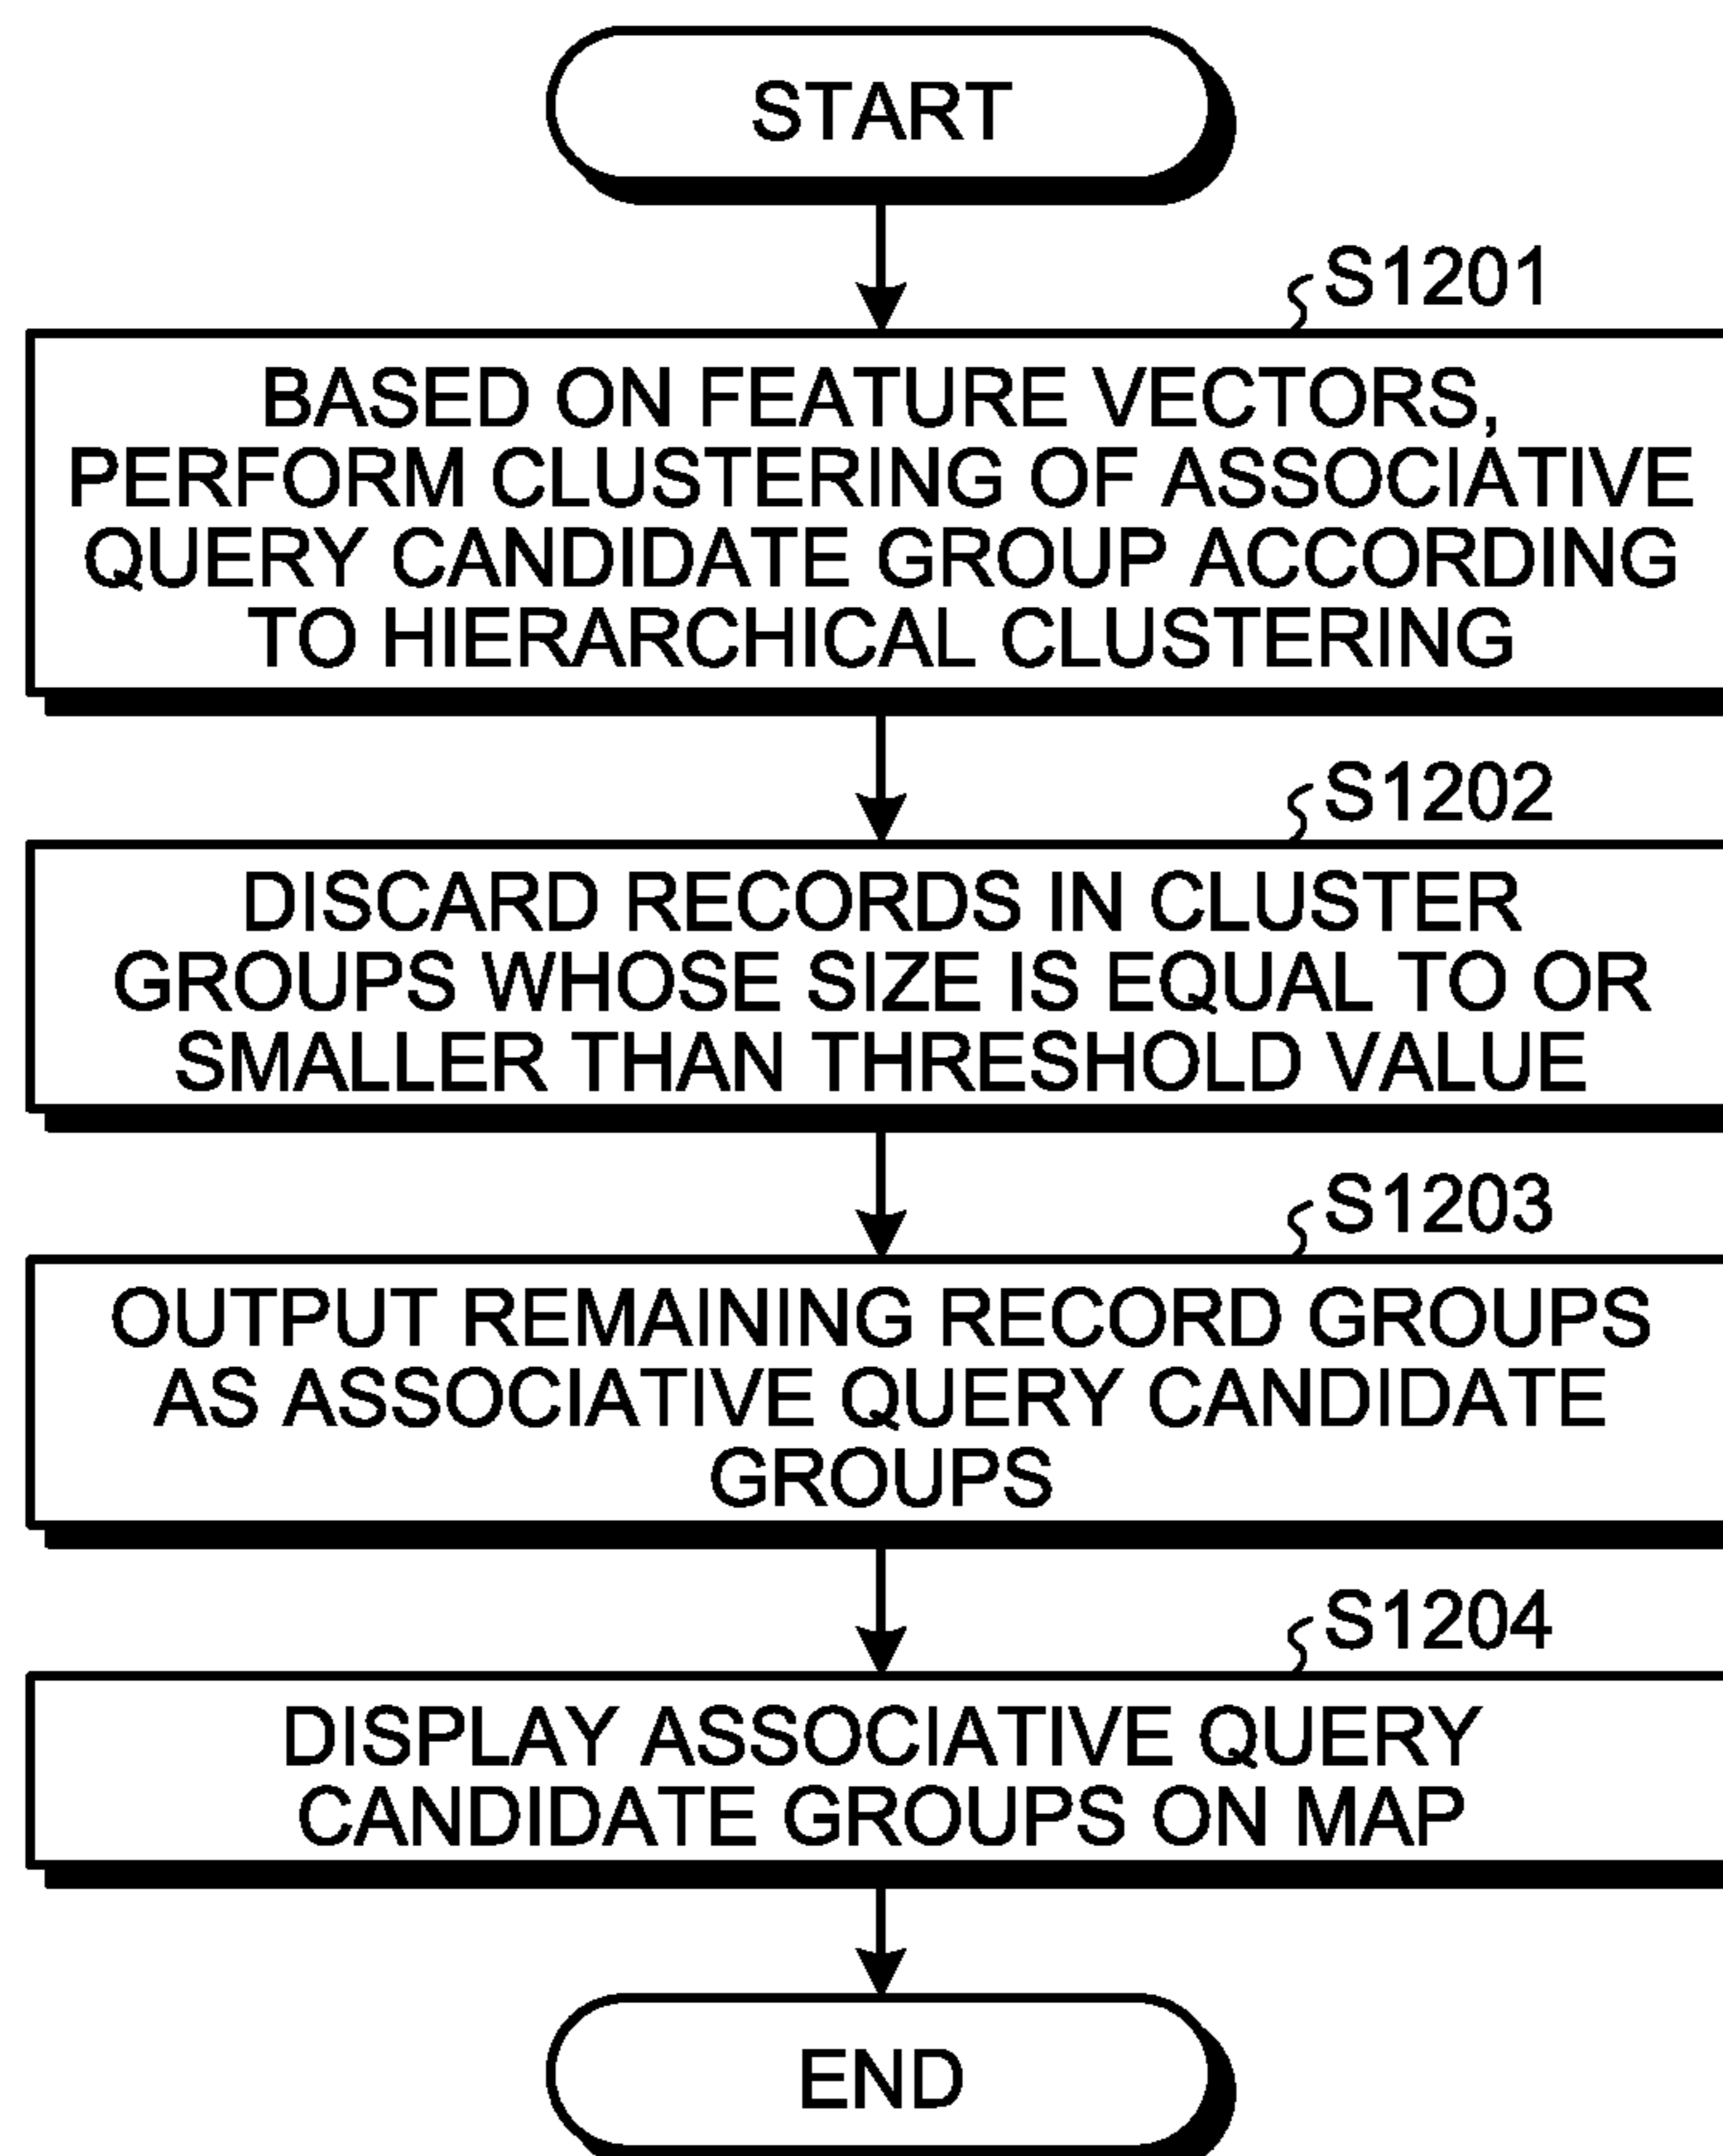 START
S1201
BASED ON FEATURE VECTORS,
PERFORM CLUSTERING OF ASSOCIATIVE
QUERY CANDIDATE GROUP ACCORDING
TO HIERARCHICAL CLUSTERING
S1202
DISCARD RECORDS IN CLUSTER
GROUPS WHOSE SIZE IS EQUAL TO OR
SMALLER THAN THRESHOLD VALUE
S1203
OUTPUT REMAINING RECORD GROUPS
AS ASSOCIATIVE QUERY CANDIDATE
GROUPS
S1204
DISPLAY ASSOCIATIVE QUERY
CANDIDATE GROUPS ON MAP
END